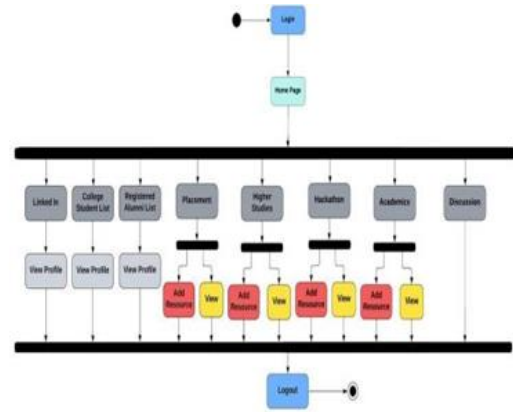 Login
Home Page
Linked In
College
Student List
Registered
Alumni List
Placement
Higher
Studies
Hackathon
Academics
Discussion
View Profile
View Profile
View Profile
Add
Resource
View
Add
Resource
View
Add
Resource
View
Add
Resource
View
Logout